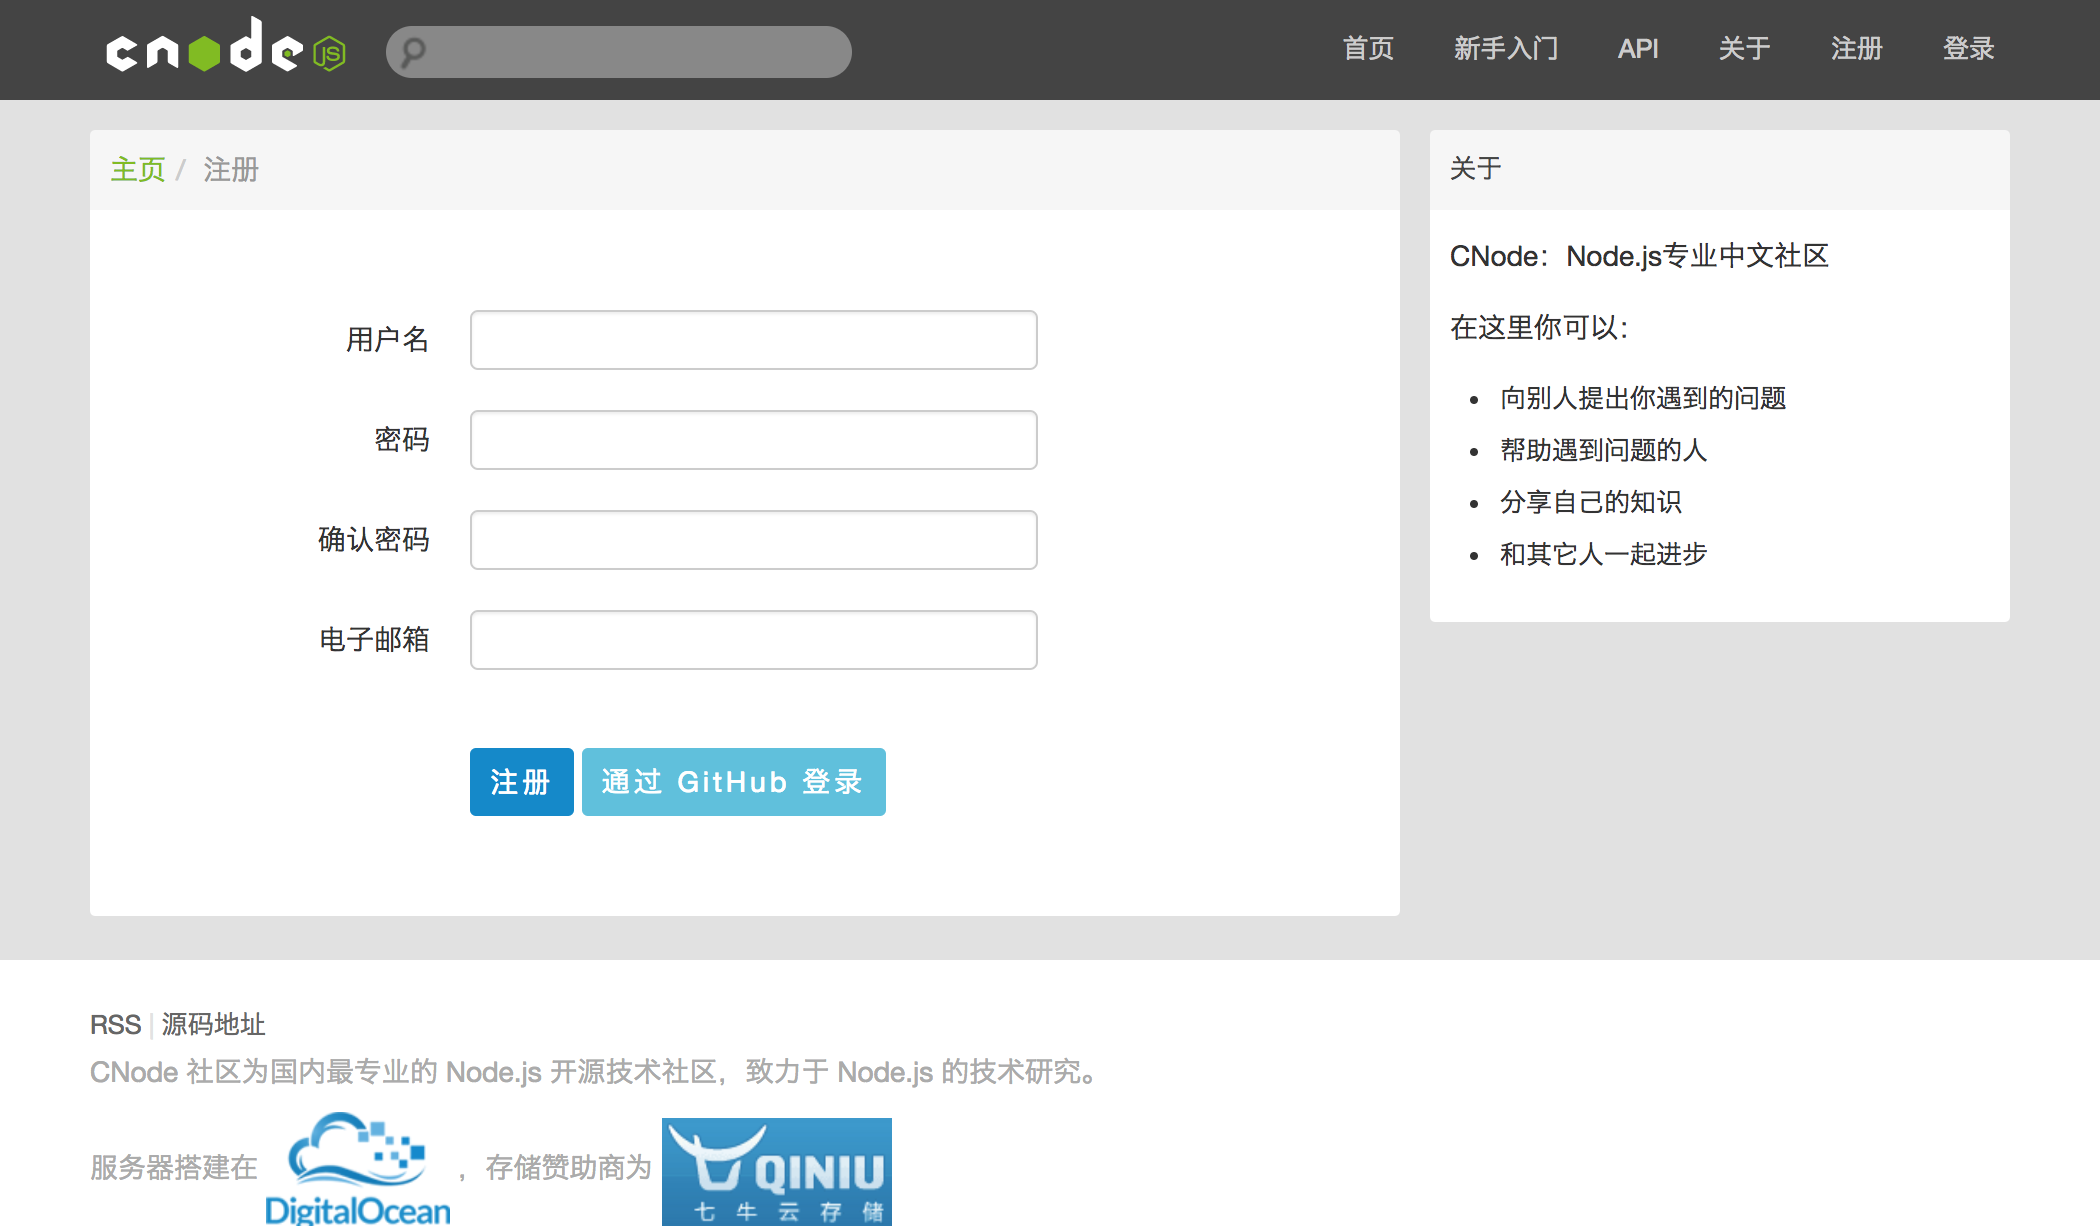 cnode JS
首页 新手入门 API 关于 注册 登录
主页 / 注册
用户名
密码
确认密码
电子邮箱
注册 通过 GitHub 登录
关于
CNode：Node.js专业中文社区
在这里你可以：
向别人提出你遇到的问题
帮助遇到问题的人
分享自己的知识
和其它人一起进步
RSS | 源码地址
CNode 社区为国内最专业的 Node.js 开源技术社区，致力于 Node.js 的技术研究。
服务器搭建在 DigitalOcean ，存储赞助商为 QINIU 七牛云存储